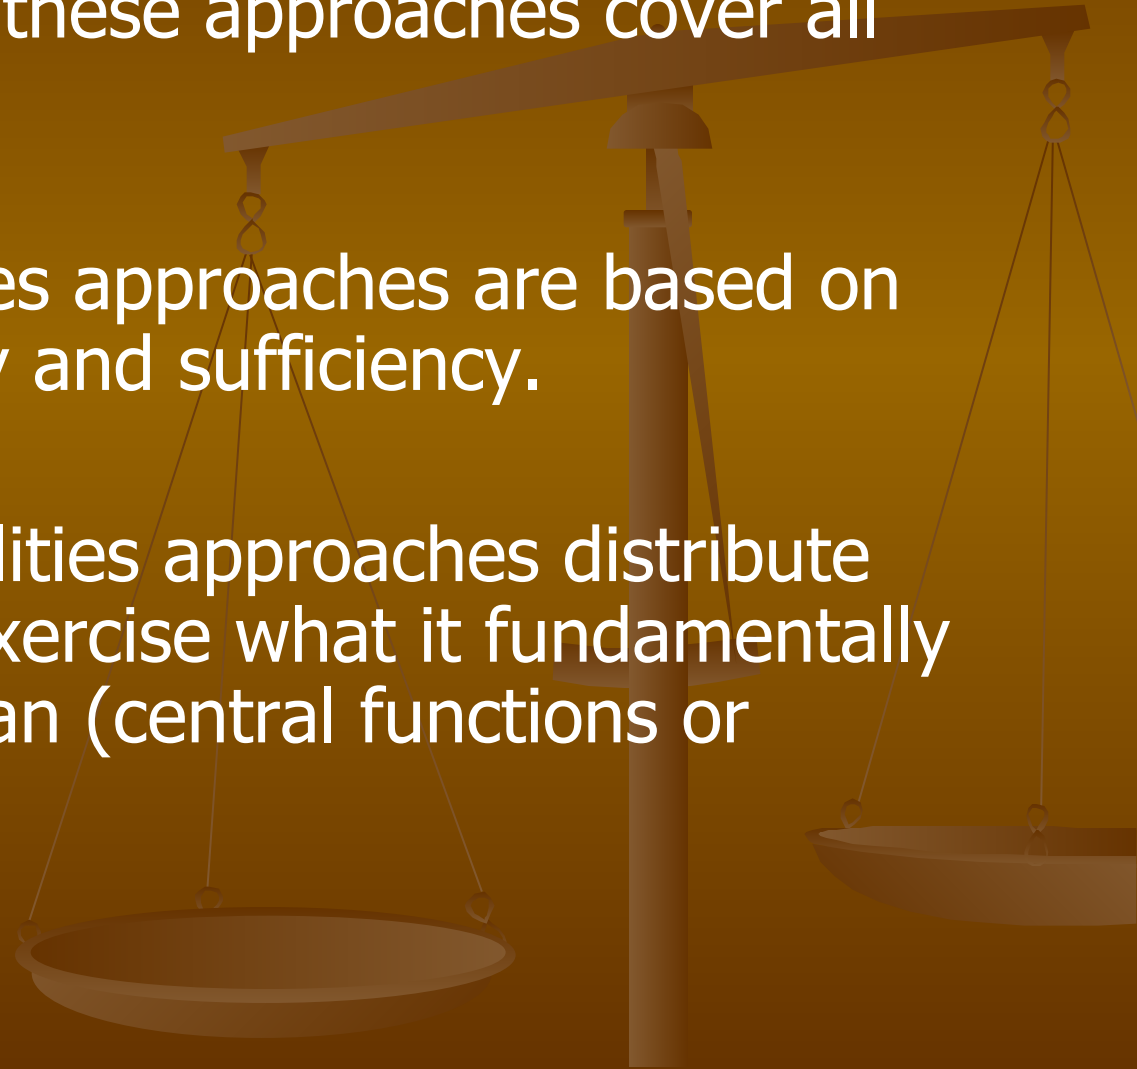 these approaches cover all
es approaches are based on
y and sufficiency.
lities approaches distribute
xercise what it fundamentally
an (central functions or